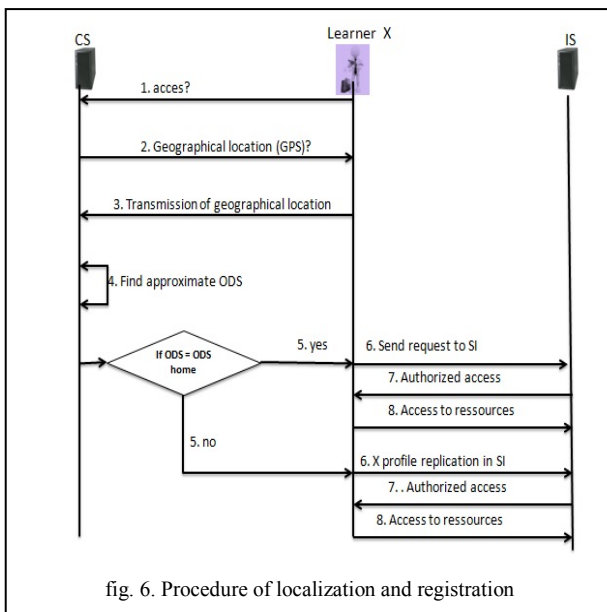 CS
Learner X
IS
1. acces?
2. Geographical location (GPS)?
3. Transmission of geographical location
4. Find approximate ODS
If ODS = ODS
home
5. yes
6. Send request to SI
7. Authorized access
8. Access to ressources
5. no
6. X profile replication in SI
7. . Authorized access
8. Access to ressources
fig. 6. Procedure of localization and registration